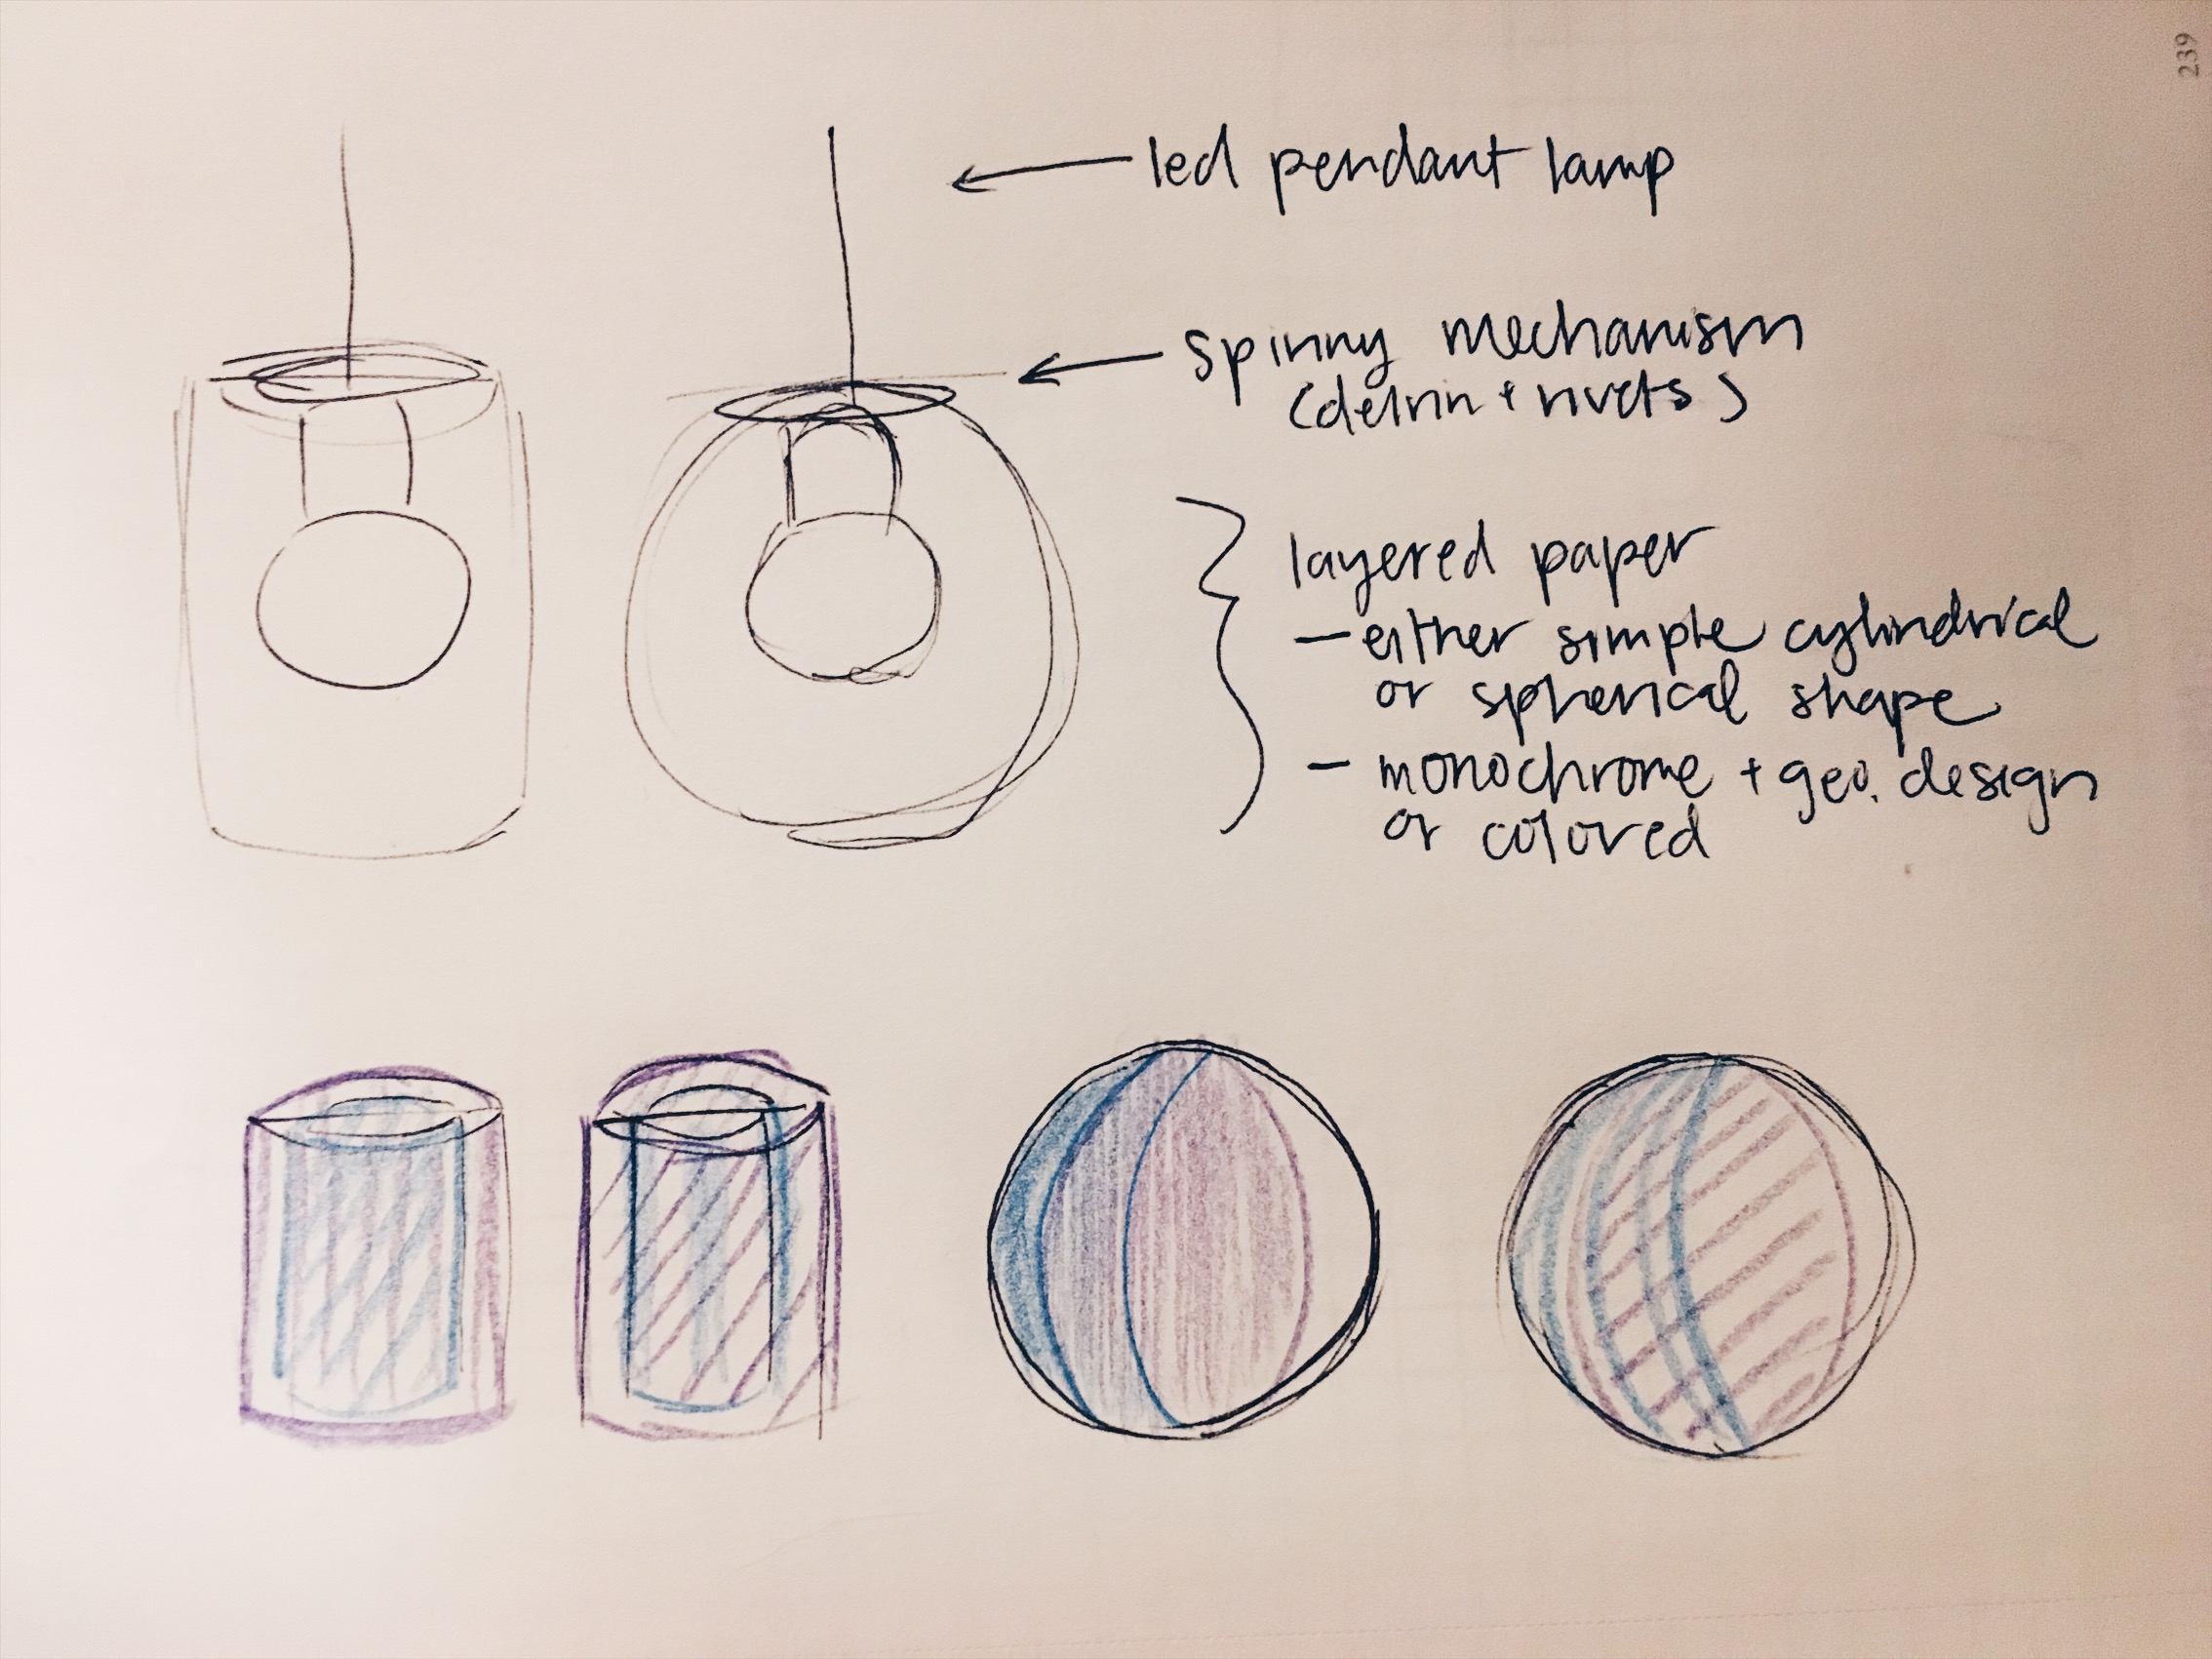 239
led pendant lamp
spinny mechanism
(delrin + rivets)
layered paper
- either simple cylindrical
or spherical shape
- monochrome + geo. design
or colored